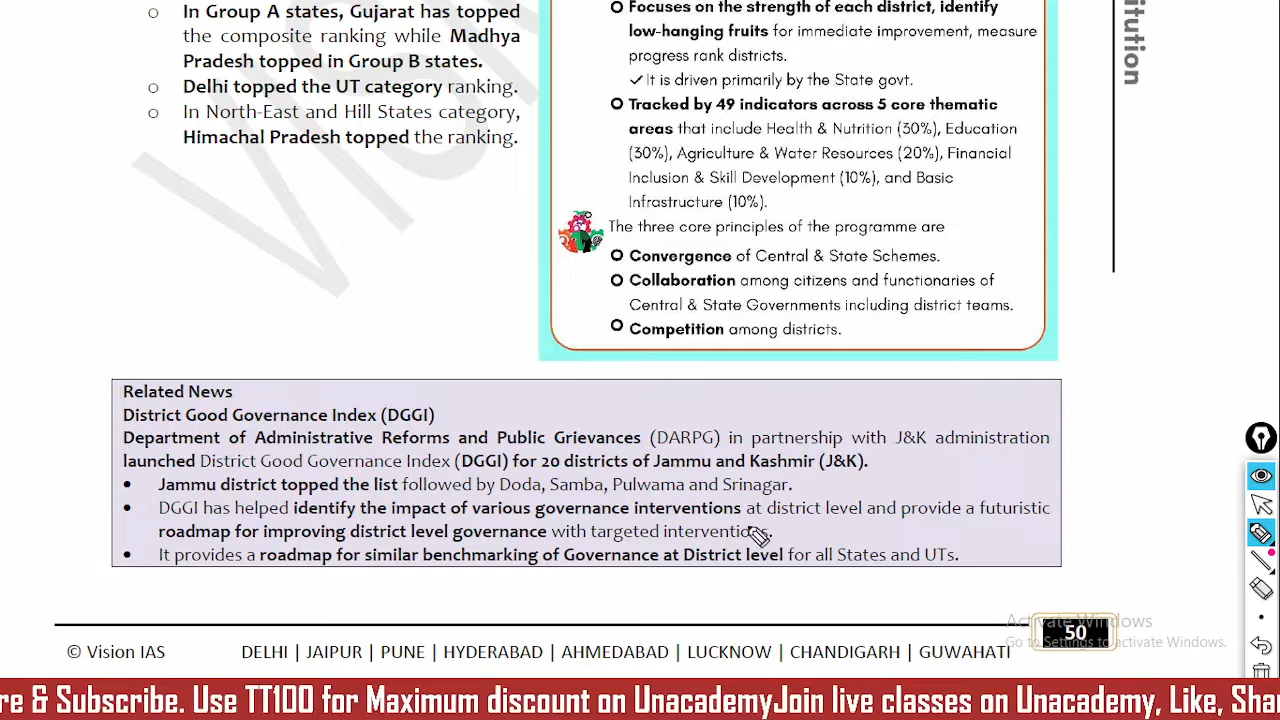 In Group A states, Gujarat has topped
the composite ranking while Madhya
Pradesh topped in Group B states.
Delhi topped the UT category ranking.
In North-East and Hill States category,
Himachal Pradesh topped the ranking.
Focuses on the strength of each district, identify
low-hanging fruits for immediate improvement, measure
progress rank districts.
✓ It is driven primarily by the State govt.
Tracked by 49 indicators across 5 core thematic
areas that include Health & Nutrition (30%), Education
(30%), Agriculture & Water Resources (20%), Financial
Inclusion & Skill Development (10%), and Basic
Infrastructure (10%).
The three core principles of the programme are
Convergence of Central & State Schemes.
Collaboration among citizens and functionaries of
Central & State Governments including district teams.
Competition among districts.
itution
Related News
District Good Governance Index (DGGI)
Department of Administrative Reforms and Public Grievances (DARPG) in partnership with J&K administration
launched District Good Governance Index (DGGI) for 20 districts of Jammu and Kashmir (J&K).
• Jammu district topped the list followed by Doda, Samba, Pulwama and Srinagar.
• DGGI has helped identify the impact of various governance interventions at district level and provide a futuristic
roadmap for improving district level governance with targeted interventions.
• It provides a roadmap for similar benchmarking of Governance at District level for all States and UTs.
Activate Windows
Go to Settings to activate Windows.
50
© Vision IAS DELHI | JAIPUR | PUNE | HYDERABAD | AHMEDABAD | LUCKNOW | CHANDIGARH | GUWAHATI
re & Subscribe. Use TT100 for Maximum discount on UnacademyJoin live classes on Unacademy, Like, Sha